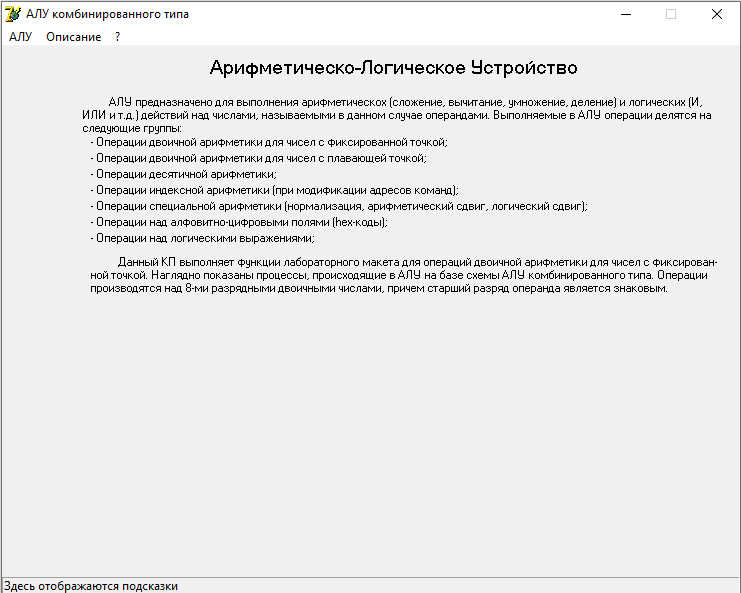 АЛУ комбинированного типа
АЛУ Описание ?
Арифметическо-Логическое Устройство
АЛУ предназначено для выполнения арифметическох (сложение, вычитание, умножение, деление) и логических (И,
ИЛИ и т.д.) действий над числами, называемыми в данном случае операндами. Выполняемые в АЛУ операции делятся на
следующие группы:
- Операции двоичной арифметики для чисел с фиксированной точкой;
- Операции двоичной арифметики для чисел с плавающей точкой;
- Операции десятичной арифметики;
- Операции индексной арифметики (при модификации адресов команд);
- Операции специальной арифметики (нормализация, арифметический сдвиг, логический сдвиг);
- Операции над алфовитно-цифровыми полями (hex-коды);
- Операции над логическими выражениями;
Данный КП выполняет функции лабораторного макета для операций двоичной арифметики для чисел с фиксирован-
ной точкой. Наглядно показаны процессы, происходящие в АЛУ на базе схемы АЛУ комбинированного типа. Операции
производятся над 8-ми разрядными двоичными числами, причем старший разряд операнда является знаковым.
Здесь отображаются подсказки